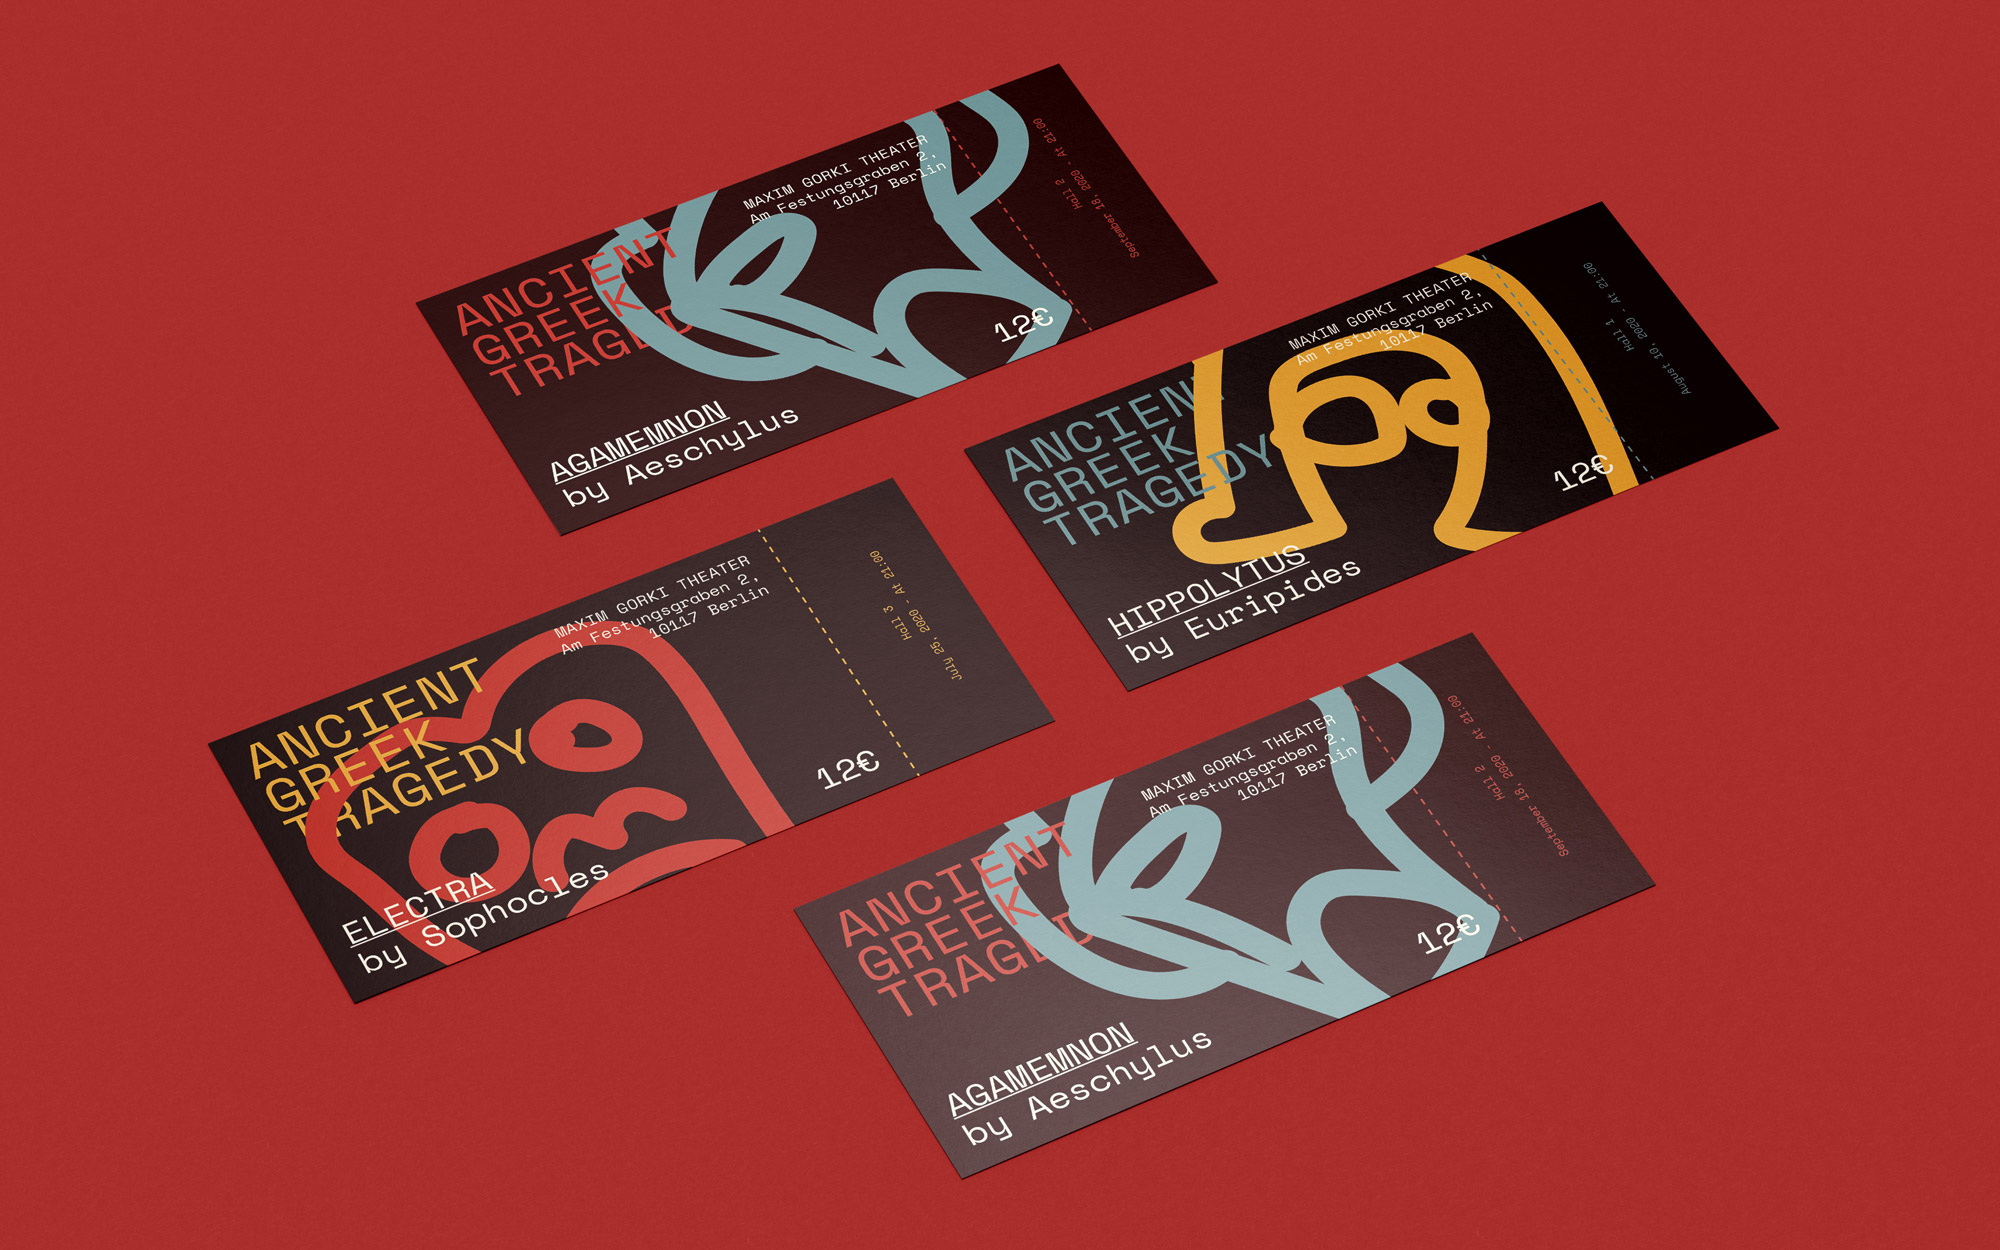 ANCIENT
GREEK
TRAGED
MAXIM GORKI THEATER
Am Festungsgraben 2,
10117 Berlin
AGAMEMNON
by Aeschylus
12€
September 18, 2020 - At 21:00
Hall 2
ANCIENT
GREEK
TRAGEDY
MAXIM GORKI THEATER
Am Festungsgraben 2,
10117 Berlin
HIPPOLYTUS
by Euripides
12€
August 10, 2020 - At 21:00
Hall 1
ANCIENT
GREEK
TRAGEDY
MAXIM GORKI THEATER
Am Festungsgraben 2,
10117 Berlin
ELECTRA
by Sophocles
12€
July 25, 2020 - At 21:00
Hall 3
ANCIENT
GREEK
TRAGED
MAXIM GORKI THEATER
Am Festungsgraben 2,
10117 Berlin
AGAMEMNON
by Aeschylus
12€
September 18, 2020 - At 21:00
Hall 2